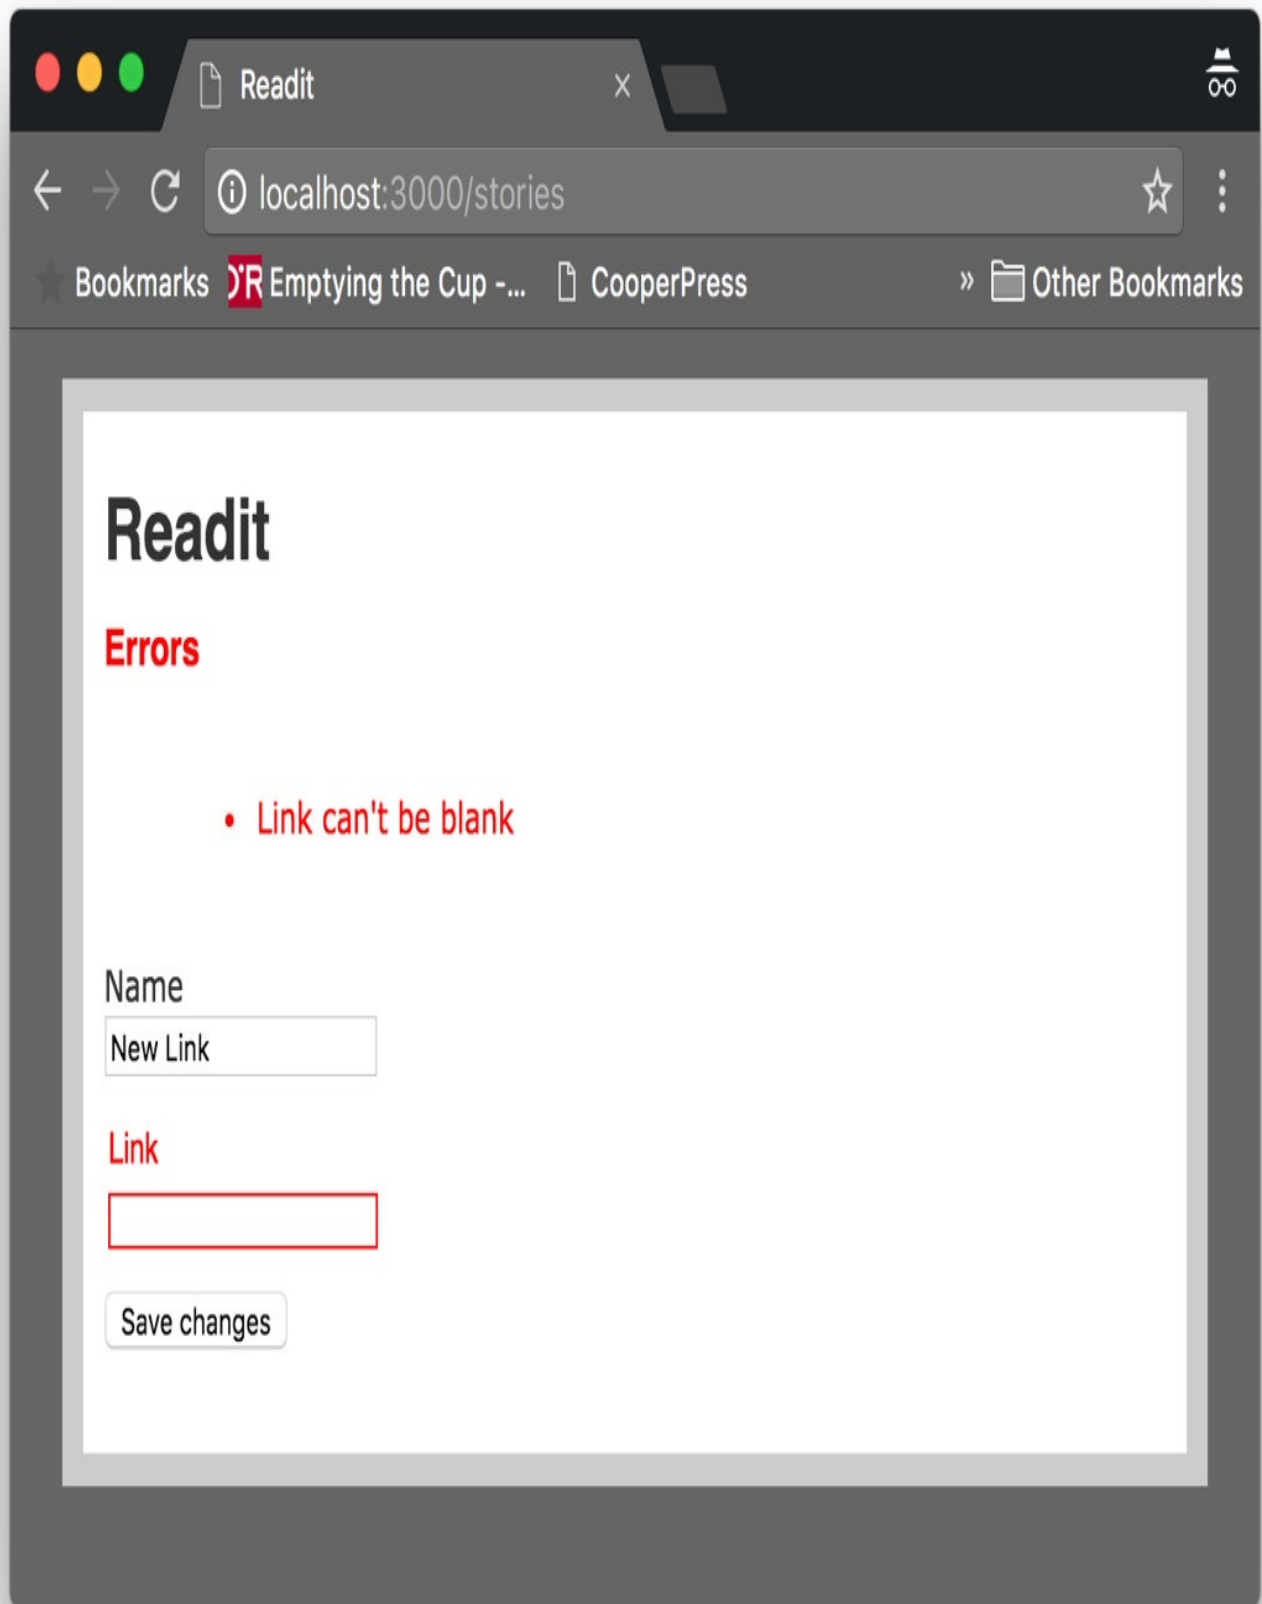 Readit
localhost:3000/stories
Bookmarks Emptying the Cup -... CooperPress » Other Bookmarks
Readit
Errors
• Link can't be blank
Name
New Link
Link
Save changes